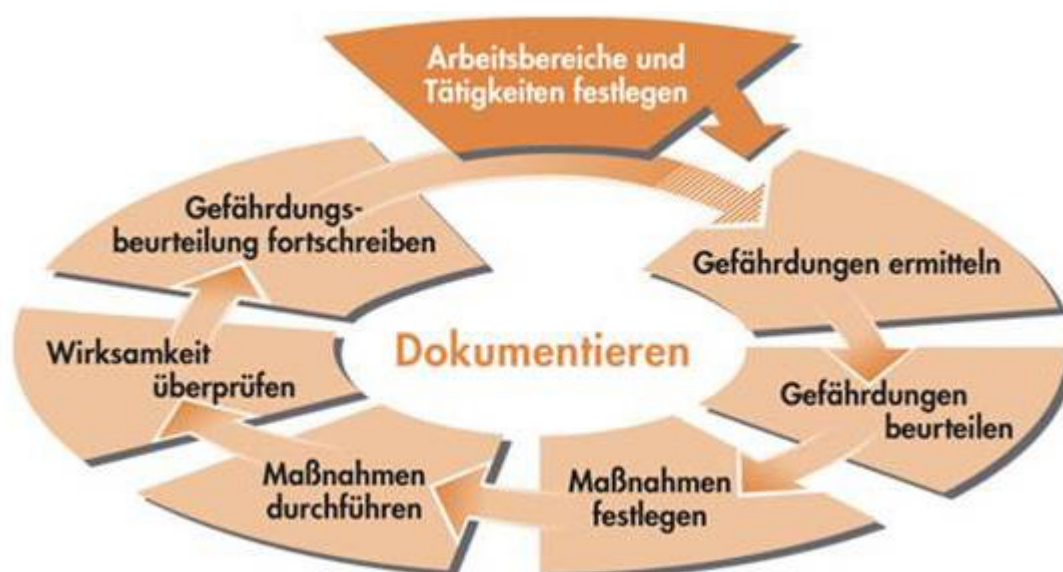 Arbeitsbereiche und
Tätigkeiten festlegen
Gefährdungen ermitteln
Gefährdungen
beurteilen
Maßnahmen
festlegen
Maßnahmen
durchführen
Wirksamkeit
überprüfen
Gefährdungs-
beurteilung fortschreiben
Dokumentieren